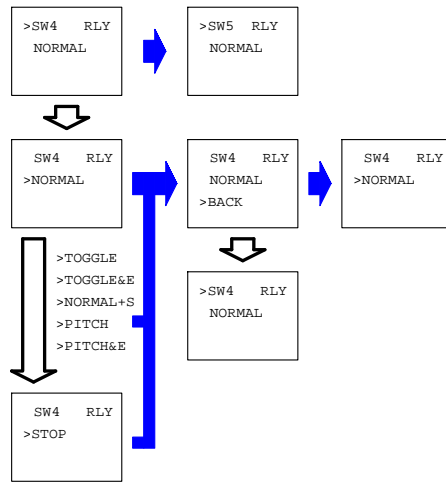 >SW4 RLY
NORMAL
>SW5 RLY
NORMAL
SW4 RLY
>NORMAL
SW4 RLY
NORMAL
>BACK
SW4 RLY
>NORMAL
>TOGGLE
>TOGGLE&E
>NORMAL+S
>PITCH
>PITCH&E
>SW4 RLY
NORMAL
SW4 RLY
>STOP